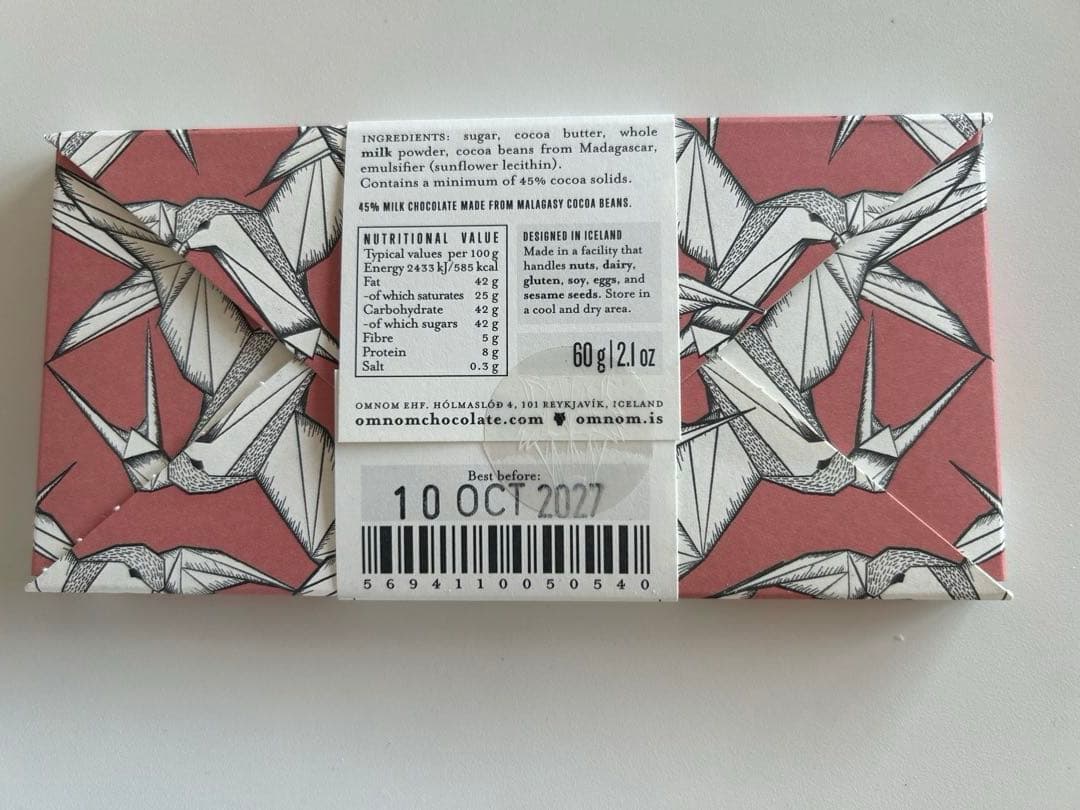 INGREDIENTS: sugar, cocoa butter, whole
milk powder, cocoa beans from Madagascar,
emulsifier (sunflower lecithin).
Contains a minimum of 45% cocoa solids.
45% MILK CHOCOLATE MADE FROM MALAGASY COCOA BEANS.
NUTRITIONAL VALUE
Typical values per 100 g
Energy 2433 kJ/585 kcal
Fat 42 g
-of which saturates 25 g
Carbohydrate 42 g
-of which sugars 42 g
Fibre 5 g
Protein 8 g
Salt 0.3 g
DESIGNED IN ICELAND
Made in a facility that
handles nuts, dairy,
gluten, soy, eggs, and
sesame seeds. Store in
a cool and dry area.
60 g | 2.1 oz
OMNOM EHF. HÓLMASLÓÐ 4, 101 REYKJAVÍK, ICELAND
omnomchocolate.com omnom.is
Best before:
10 OCT 2027
5694110050540